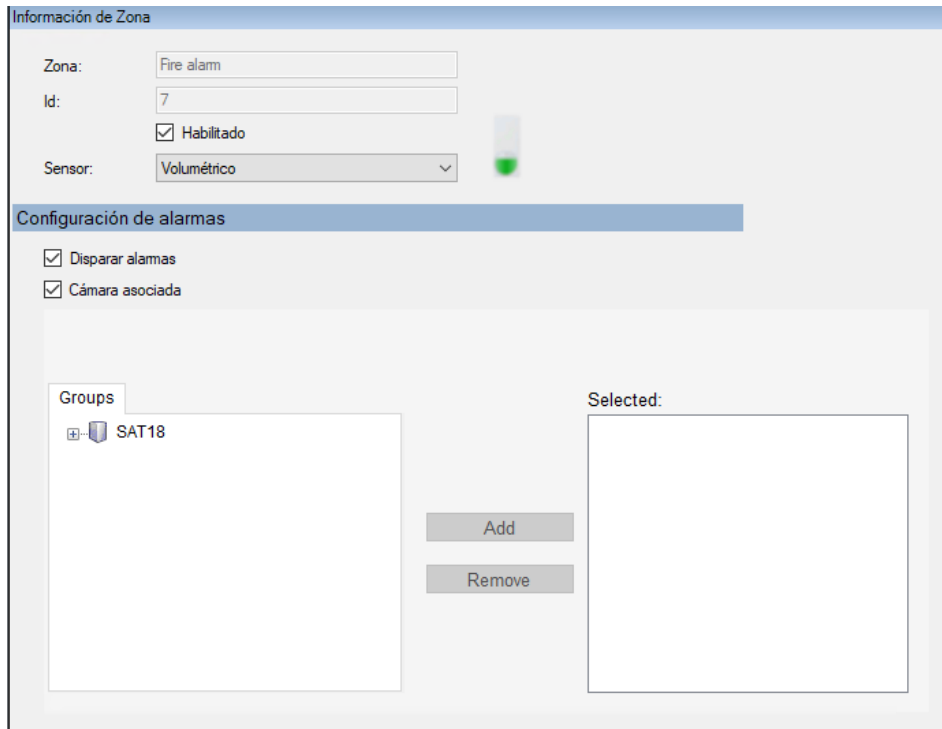 Información de Zona
Zona: Fire alarm
Id: 7
Habilitado
Sensor: Volumétrico
Configuración de alarmas
Disparar alarmas
Cámara asociada
Groups
Selected:
SAT18
Add
Remove